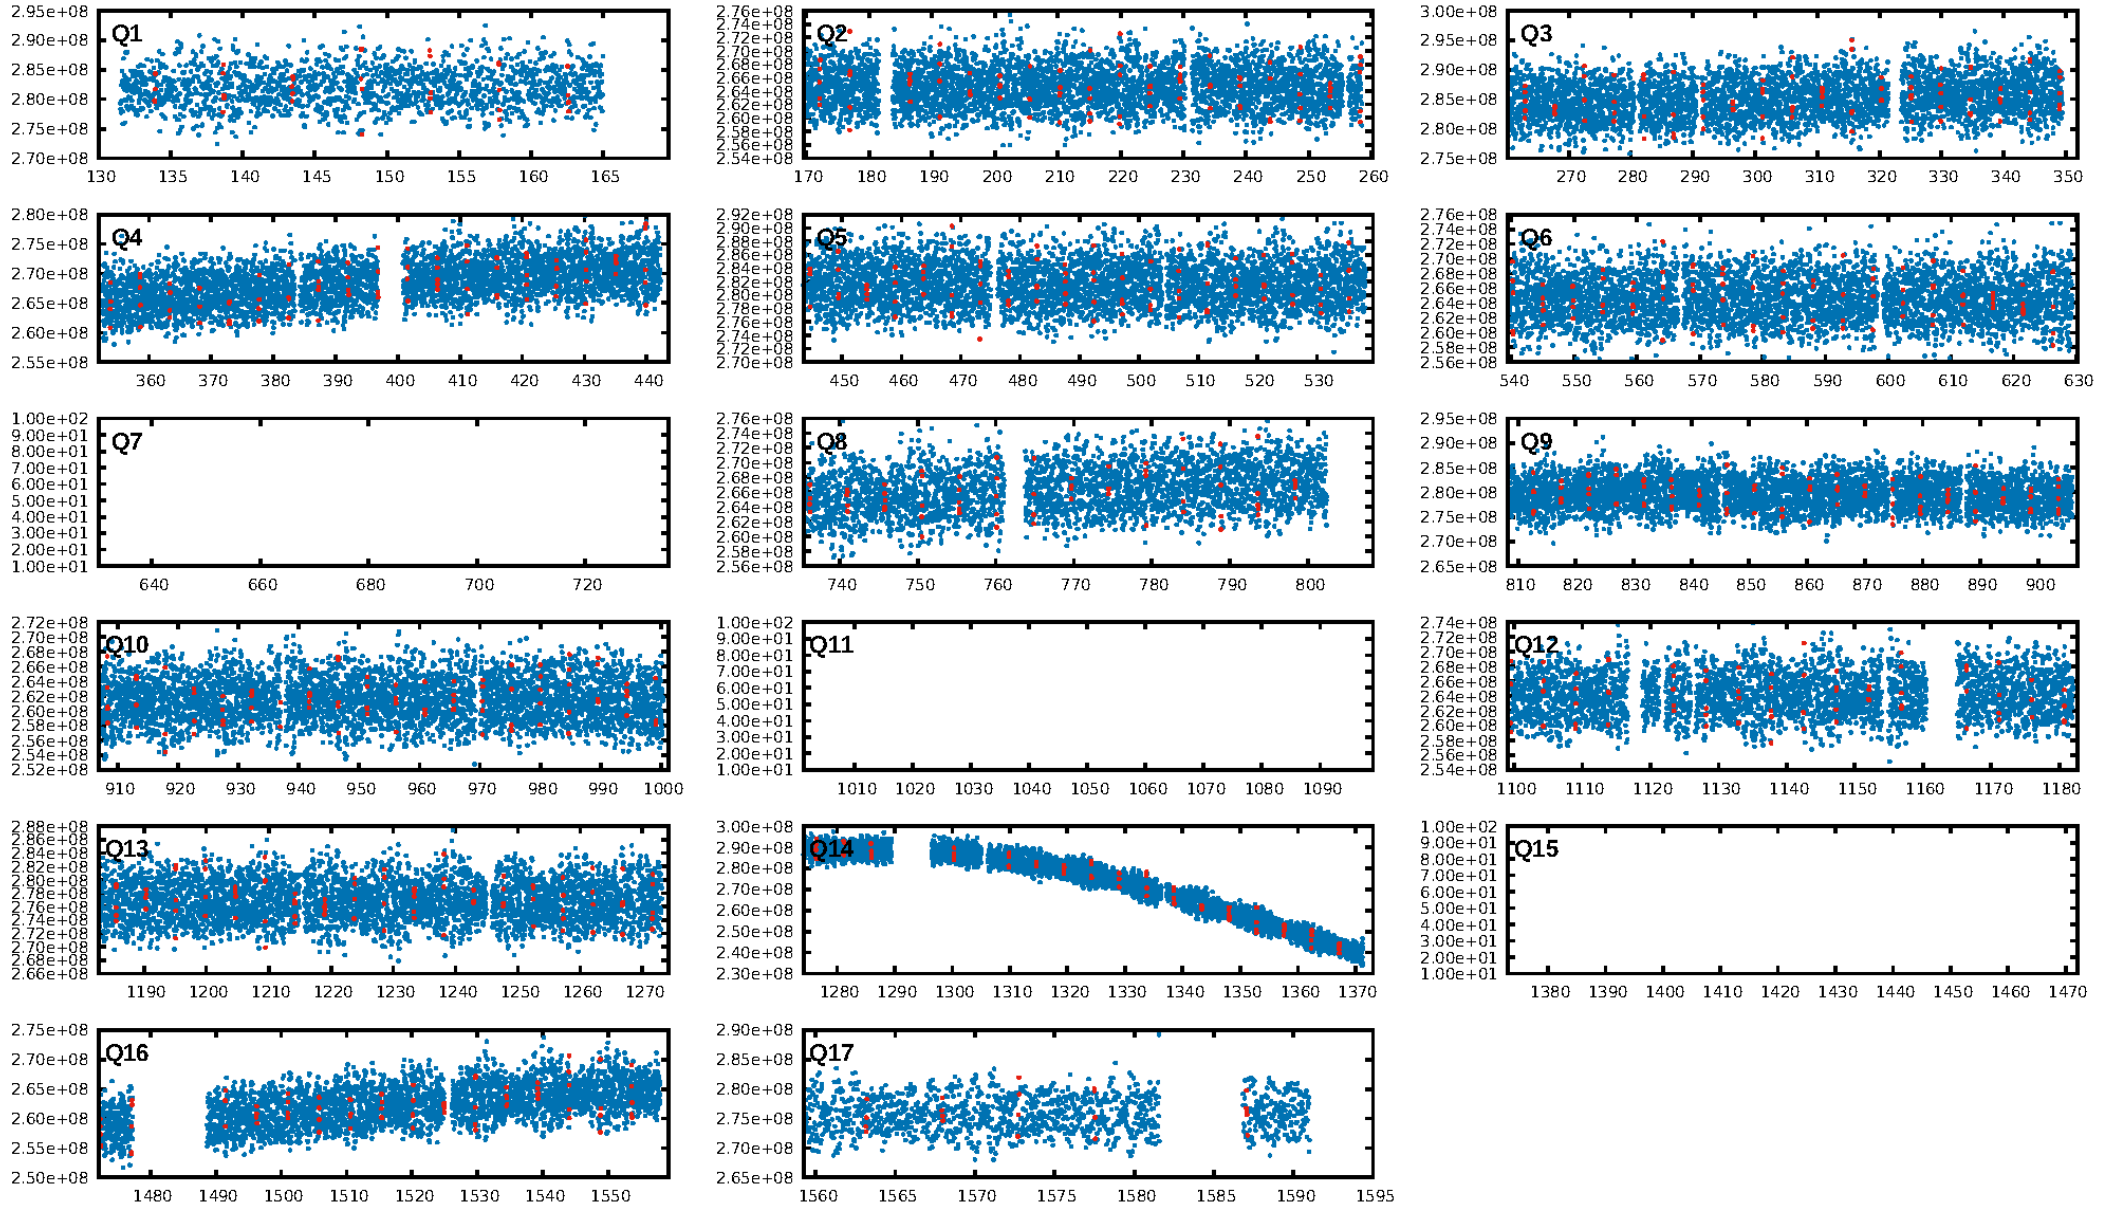 Q1
2.95e+08
2.90e+08
2.85e+08
2.80e+08
2.75e+08
2.70e+08
130 135 140 145 150 155 160 165
Q2
2.76e+08
2.74e+08
2.72e+08
2.70e+08
2.68e+08
2.66e+08
2.64e+08
2.62e+08
2.60e+08
2.58e+08
2.56e+08
2.54e+08
170 180 190 200 210 220 230 240 250 260
Q3
3.00e+08
2.95e+08
2.90e+08
2.85e+08
2.80e+08
2.75e+08
270 280 290 300 310 320 330 340 350
Q4
2.80e+08
2.75e+08
2.70e+08
2.65e+08
2.60e+08
2.55e+08
360 370 380 390 400 410 420 430 440
Q5
2.92e+08
2.90e+08
2.88e+08
2.86e+08
2.84e+08
2.82e+08
2.80e+08
2.78e+08
2.76e+08
2.74e+08
2.72e+08
2.70e+08
450 460 470 480 490 500 510 520 530
Q6
2.76e+08
2.74e+08
2.72e+08
2.70e+08
2.68e+08
2.66e+08
2.64e+08
2.62e+08
2.60e+08
2.58e+08
2.56e+08
540 550 560 570 580 590 600 610 620 630
Q7
1.00e+02
9.00e+01
8.00e+01
7.00e+01
6.00e+01
5.00e+01
4.00e+01
3.00e+01
2.00e+01
1.00e+01
640 660 680 700 720
Q8
2.76e+08
2.74e+08
2.72e+08
2.70e+08
2.68e+08
2.66e+08
2.64e+08
2.62e+08
2.60e+08
2.58e+08
2.56e+08
740 750 760 770 780 790 800
Q9
2.95e+08
2.90e+08
2.85e+08
2.80e+08
2.75e+08
2.70e+08
2.65e+08
810 820 830 840 850 860 870 880 890 900
Q10
2.72e+08
2.70e+08
2.68e+08
2.66e+08
2.64e+08
2.62e+08
2.60e+08
2.58e+08
2.56e+08
2.54e+08
2.52e+08
910 920 930 940 950 960 970 980 990 1000
Q11
1.00e+02
9.00e+01
8.00e+01
7.00e+01
6.00e+01
5.00e+01
4.00e+01
3.00e+01
2.00e+01
1.00e+01
1010 1020 1030 1040 1050 1060 1070 1080 1090
Q12
2.74e+08
2.72e+08
2.70e+08
2.68e+08
2.66e+08
2.64e+08
2.62e+08
2.60e+08
2.58e+08
2.56e+08
2.54e+08
1100 1110 1120 1130 1140 1150 1160 1170 1180
Q13
2.88e+08
2.86e+08
2.84e+08
2.82e+08
2.80e+08
2.78e+08
2.76e+08
2.74e+08
2.72e+08
2.70e+08
2.68e+08
2.66e+08
1190 1200 1210 1220 1230 1240 1250 1260 1270
Q14
3.00e+08
2.90e+08
2.80e+08
2.70e+08
2.60e+08
2.50e+08
2.40e+08
2.30e+08
1280 1290 1300 1310 1320 1330 1340 1350 1360 1370
Q15
1.00e+02
9.00e+01
8.00e+01
7.00e+01
6.00e+01
5.00e+01
4.00e+01
3.00e+01
2.00e+01
1.00e+01
1380 1390 1400 1410 1420 1430 1440 1450 1460 1470
Q16
2.75e+08
2.70e+08
2.65e+08
2.60e+08
2.55e+08
2.50e+08
1480 1490 1500 1510 1520 1530 1540 1550
Q17
2.90e+08
2.85e+08
2.80e+08
2.75e+08
2.70e+08
2.65e+08
1560 1565 1570 1575 1580 1585 1590 1595